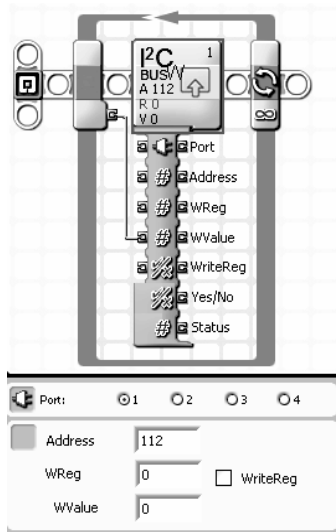 I²C 1
BUS W
A 112
R 0
V 0
∞
Port
# Address
# WReg
# WValue
WriteReg
Yes/No
# Status
Port: 1 2 3 4
Address 112
WReg 0 WriteReg
WValue 0